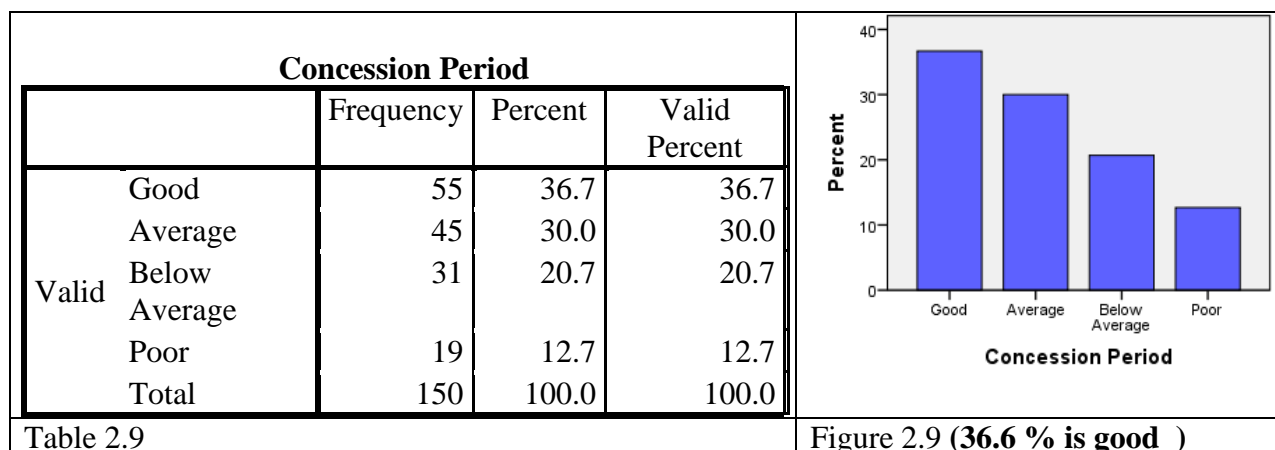 Concession Period
Frequency Percent Valid Percent
Valid
Good 55 36.7 36.7
Average 45 30.0 30.0
Below Average 31 20.7 20.7
Poor 19 12.7 12.7
Total 150 100.0 100.0
Table 2.9
40
30
20
10
0
Percent
Good Average Below Average Poor
Concession Period
Figure 2.9 (36.6 % is good )